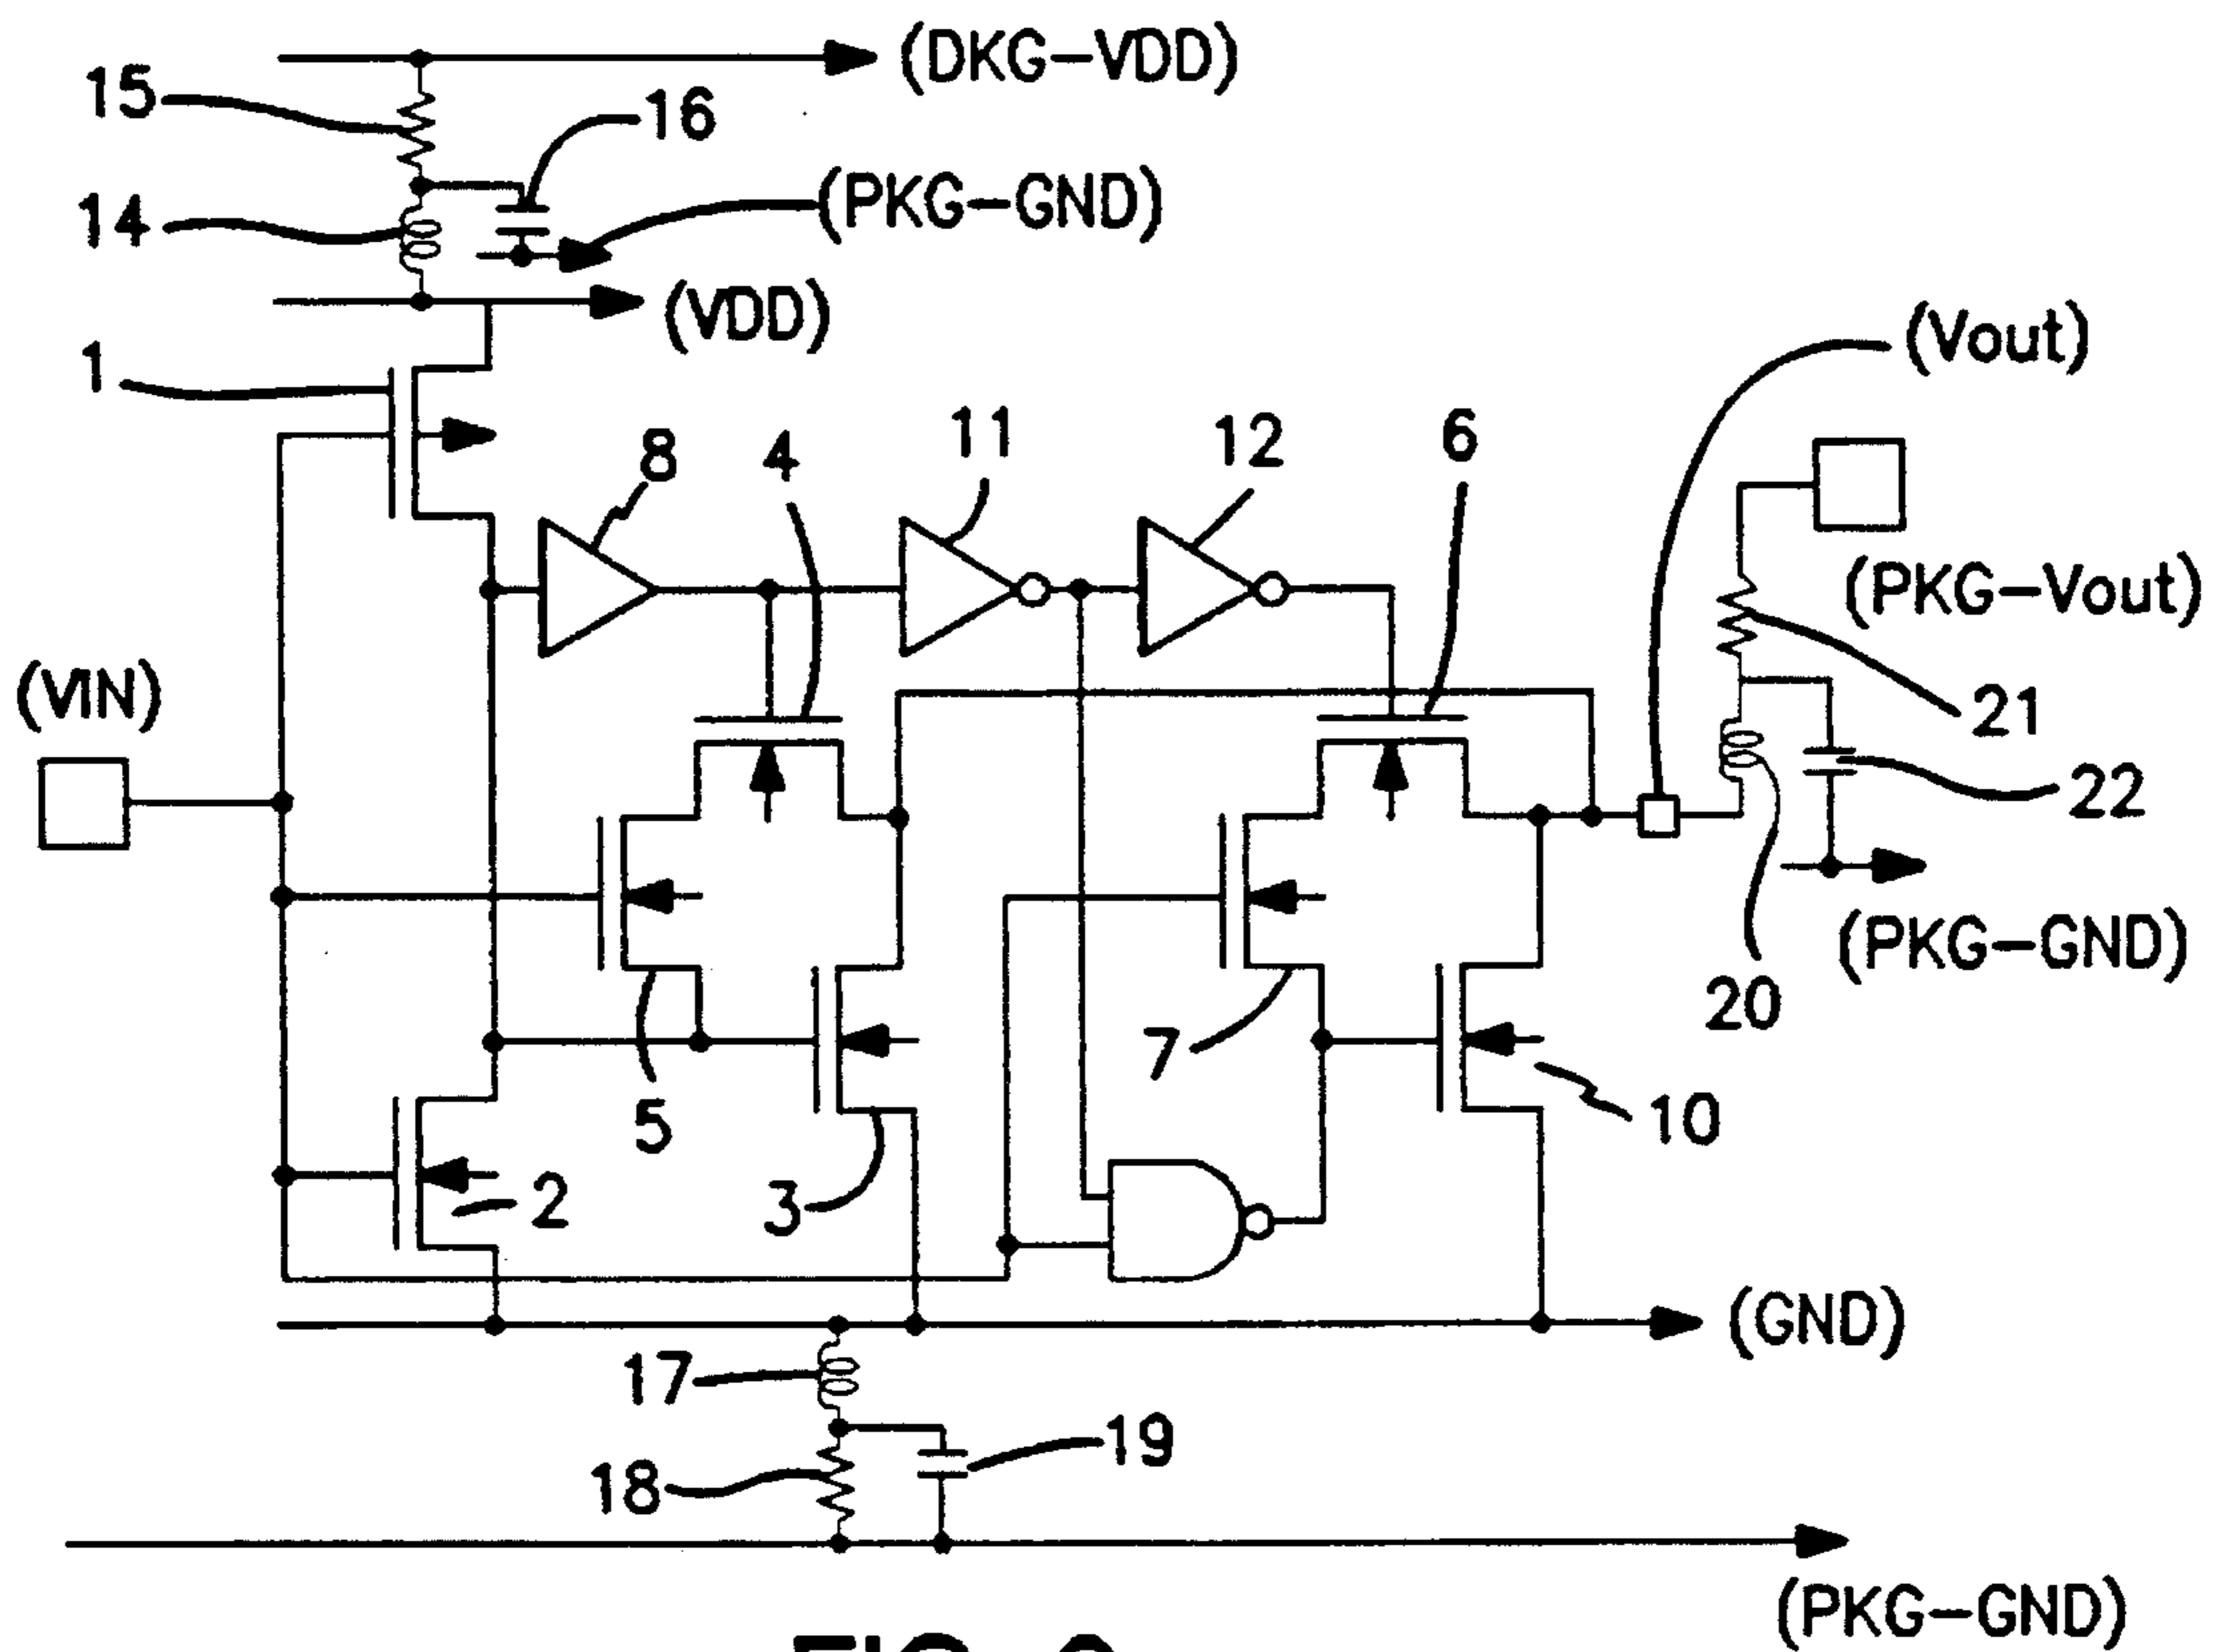 (DKG-VDD)
15
16
(PKG-GND)
14
(VDD)
1
(Vout)
8
4
11
12
6
(PKG-Vout)
(VIN)
21
22
(PKG-GND)
20
7
5
10
3
2
(GND)
17
19
18
(PKG-GND)